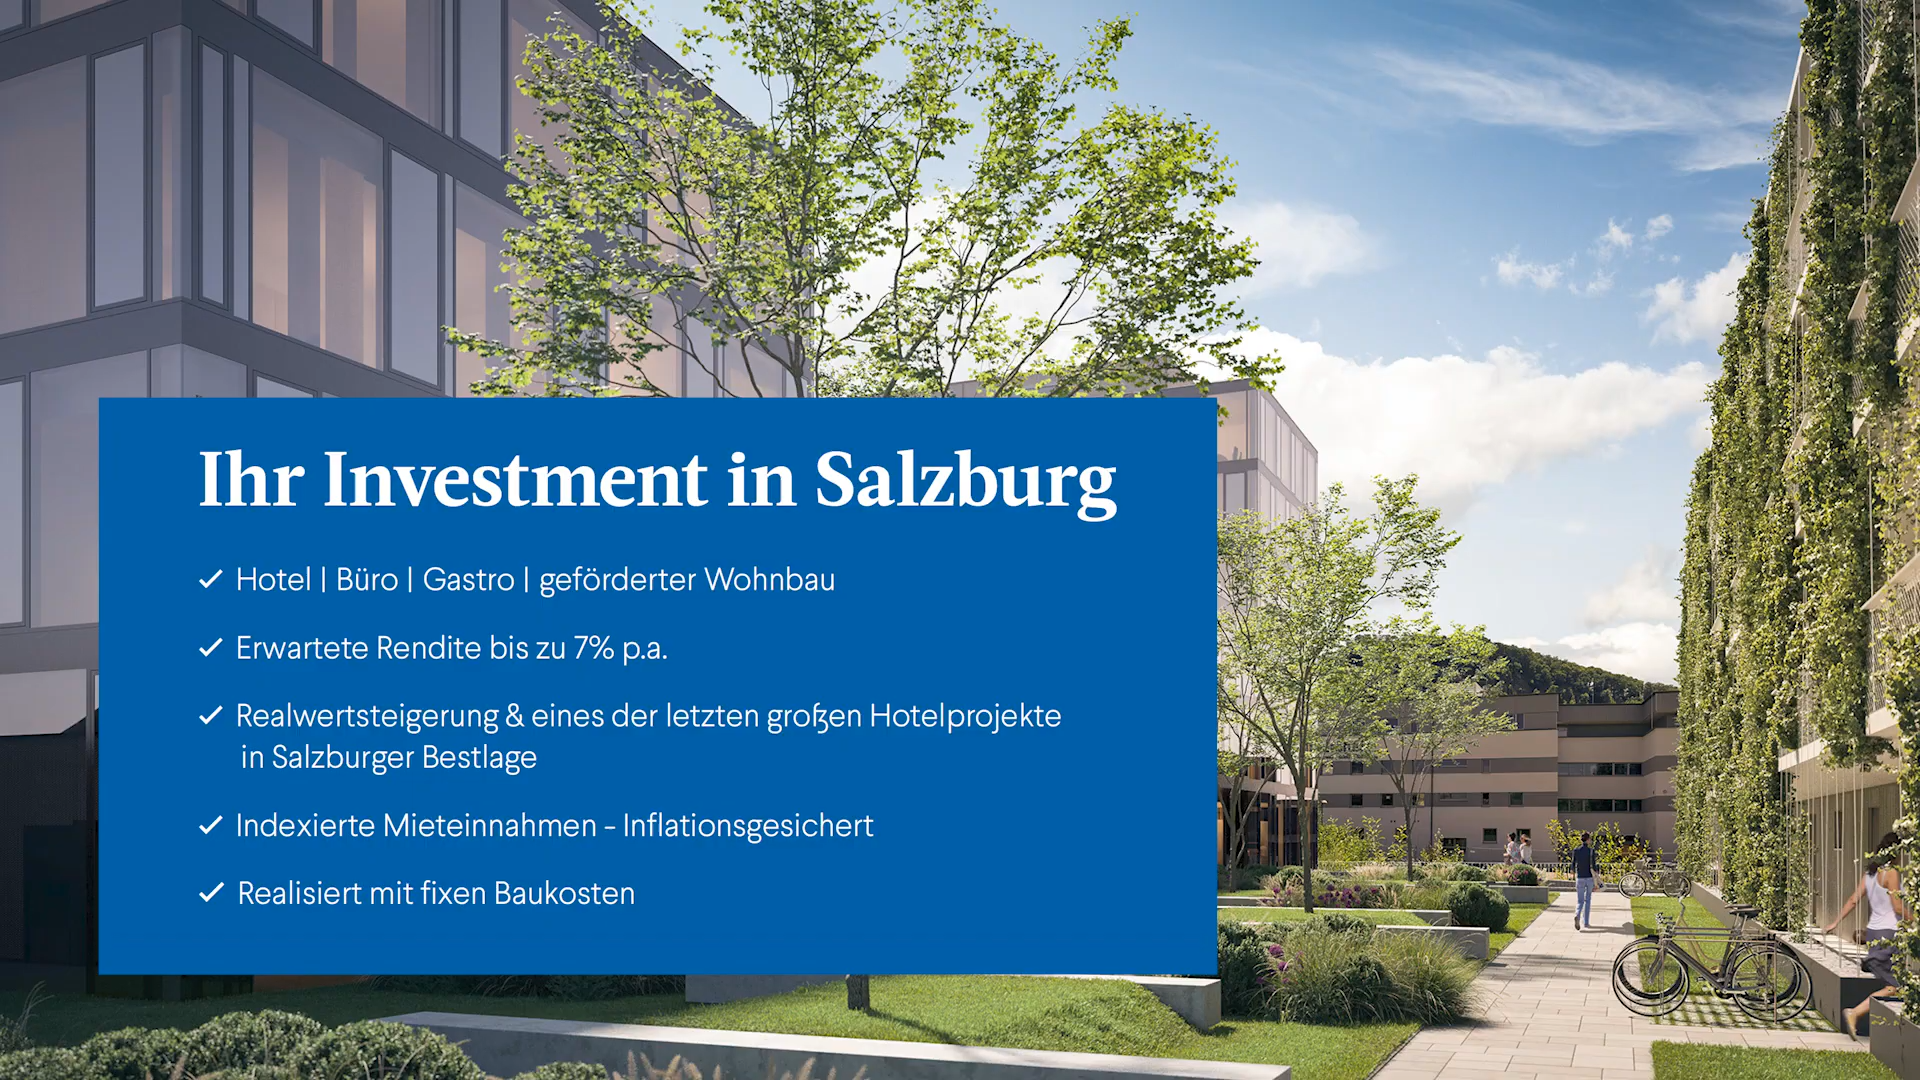 Ihr Investment in Salzburg
✓ Hotel | Büro | Gastro | geförderter Wohnbau
✓ Erwartete Rendite bis zu 7% p.a.
✓ Realwertsteigerung & eines der letzten großen Hotelprojekte
in Salzburger Bestlage
✓ Indexierte Mieteinnahmen - Inflationsgesichert
✓ Realisiert mit fixen Baukosten